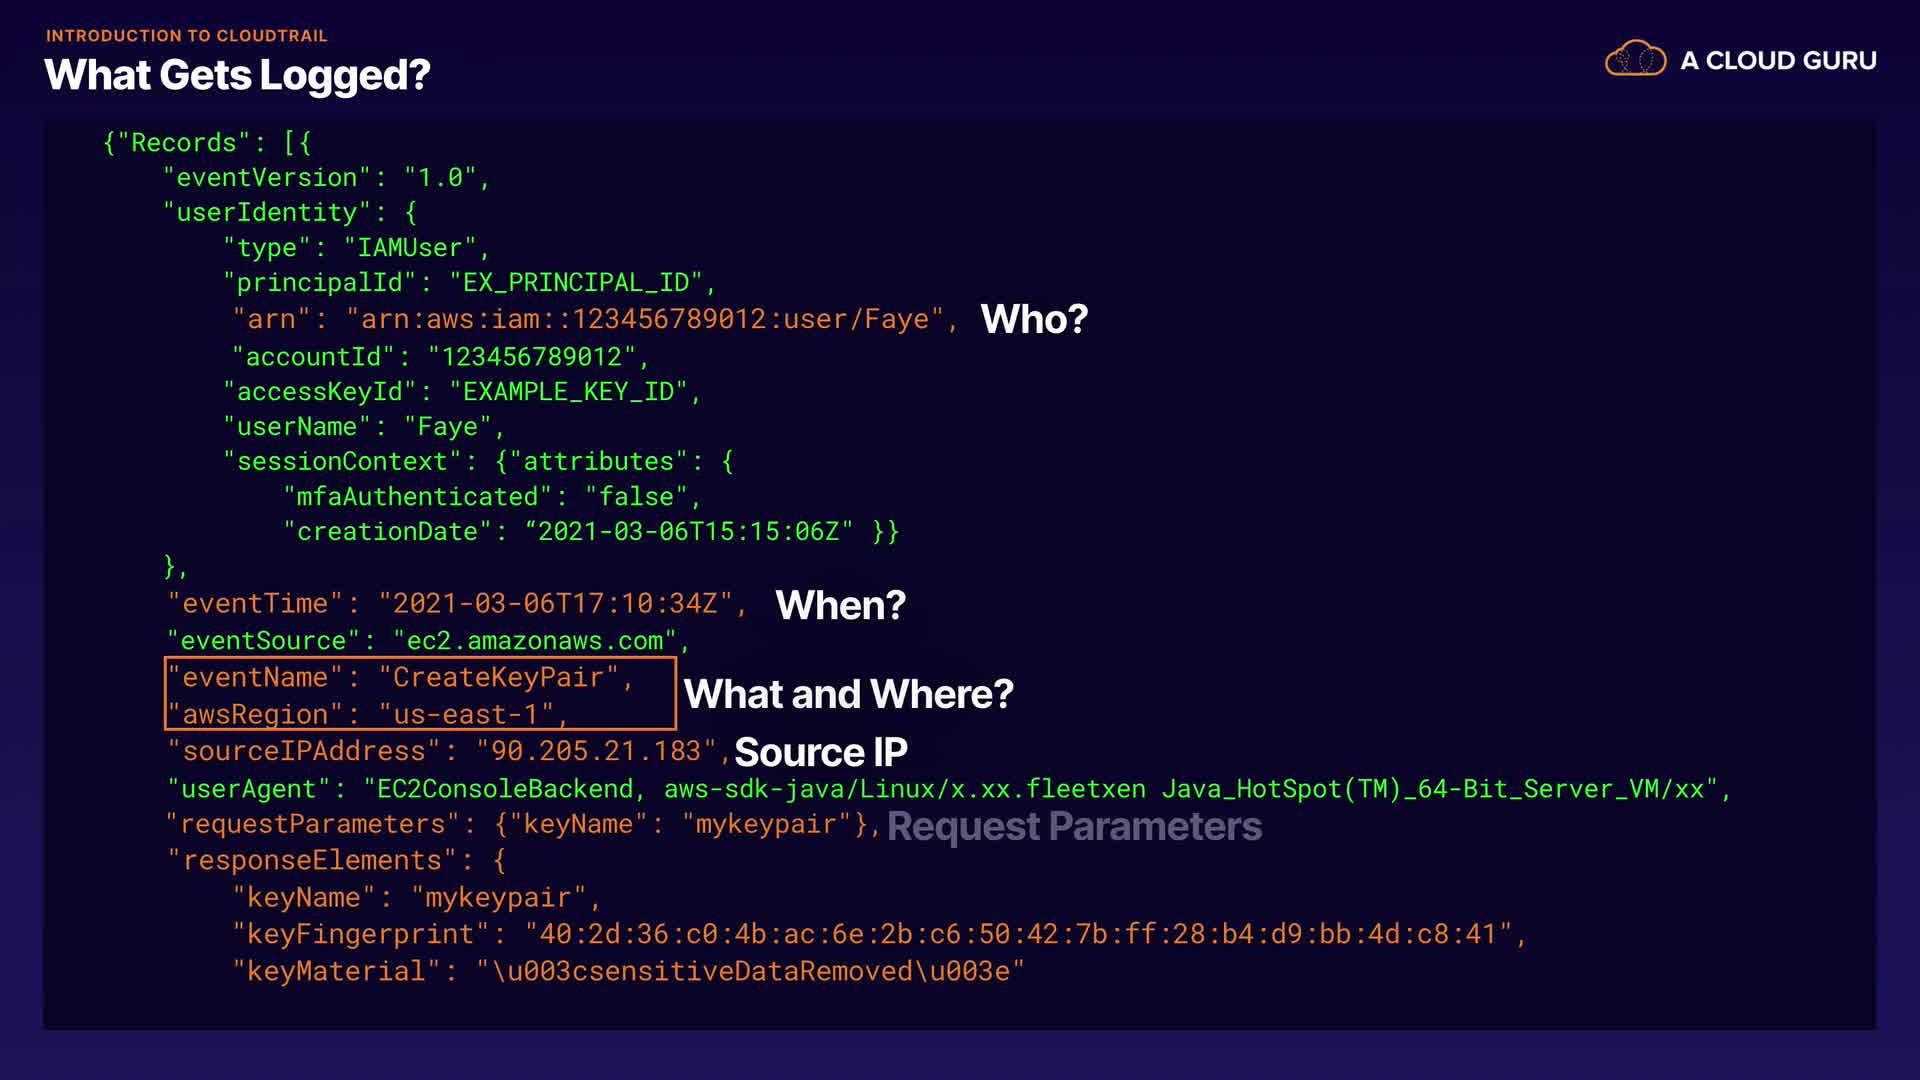 INTRODUCTION TO CLOUDTRAIL
What Gets Logged?
A CLOUD GURU
{"Records": [{
"eventVersion": "1.0",
"userIdentity": {
"type": "IAMUser",
"principalId": "EX_PRINCIPAL_ID",
"arn": "arn:aws:iam::123456789012:user/Faye", Who?
"accountId": "123456789012",
"accessKeyId": "EXAMPLE_KEY_ID",
"userName": "Faye",
"sessionContext": {"attributes": {
"mfaAuthenticated": "false",
"creationDate": “2021-03-06T15:15:06Z" }}
},
"eventTime": "2021-03-06T17:10:34Z", When?
"eventSource": "ec2.amazonaws.com",
"eventName": "CreateKeyPair",
"awsRegion": "us-east-1",
What and Where?
"sourceIPAddress": "90.205.21.183", Source IP
"userAgent": "EC2ConsoleBackend, aws-sdk-java/Linux/x.xx.fleetxen Java_HotSpot(TM)_64-Bit_Server_VM/xx",
"requestParameters": {"keyName": "mykeypair"}, Request Parameters
"responseElements": {
"keyName": "mykeypair",
"keyFingerprint": "40:2d:36:c0:4b:ac:6e:2b:c6:50:42:7b:ff:28:b4:d9:bb:4d:c8:41",
"keyMaterial": "\u003csensitiveDataRemoved\u003e"